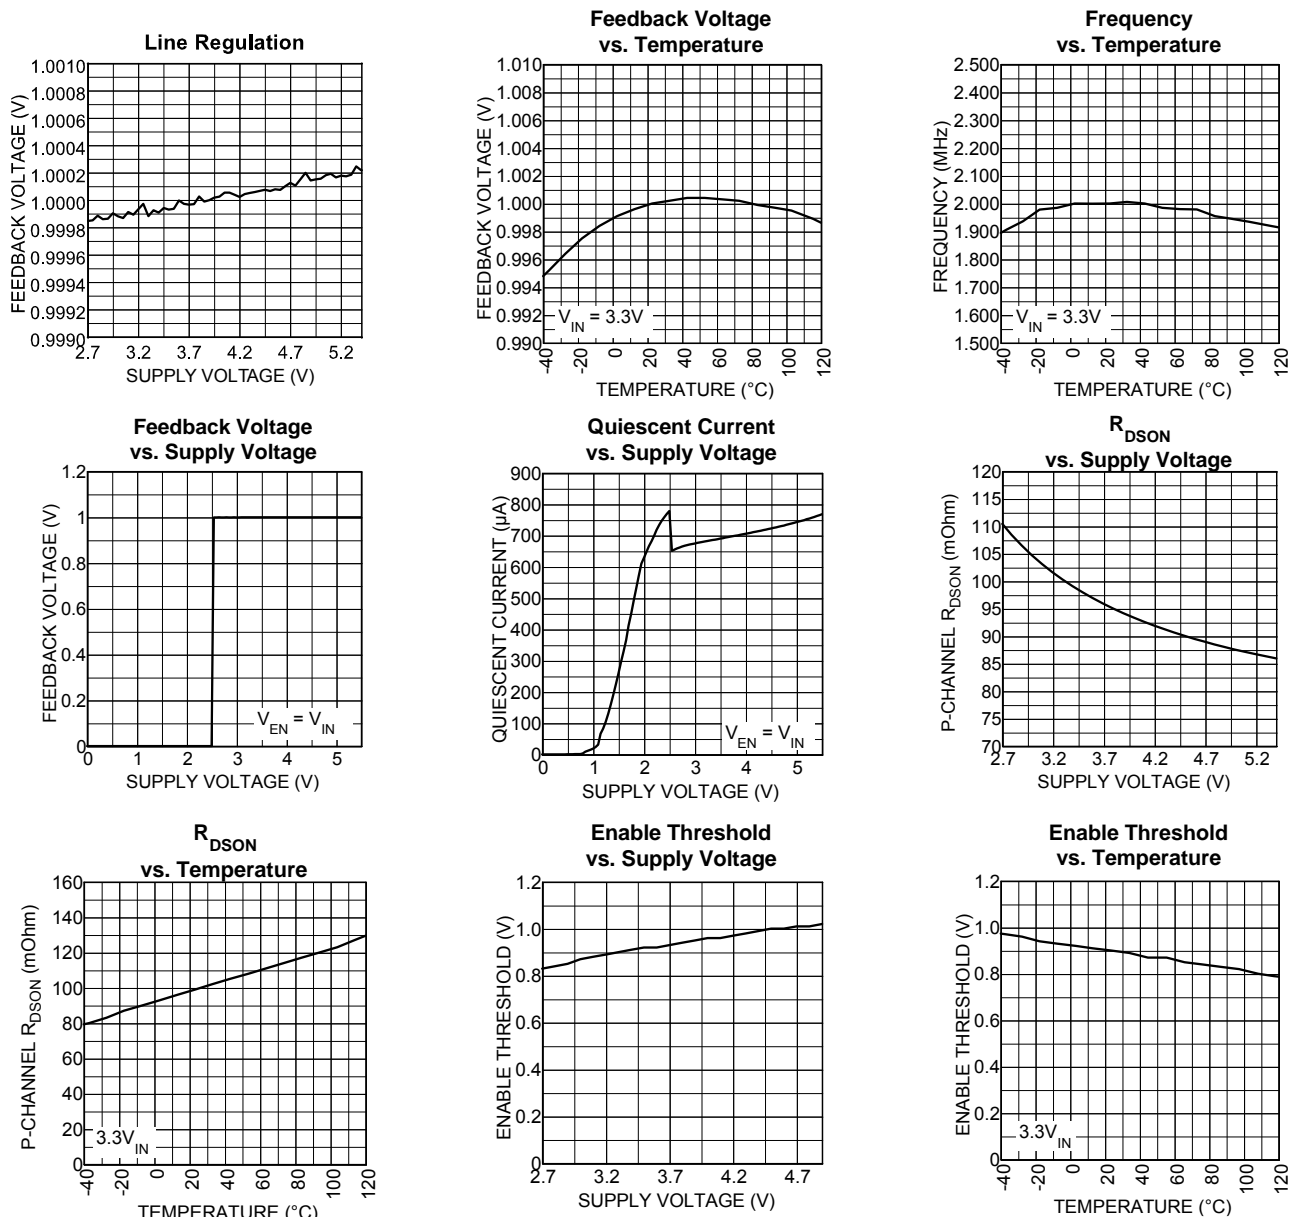 Line Regulation
1.0010
1.0008
1.0006
1.0004
1.0002
1.0000
0.9998
0.9996
0.9994
0.9992
0.9990
FEEDBACK VOLTAGE (V)
2.7 3.2 3.7 4.2 4.7 5.2
SUPPLY VOLTAGE (V)
Feedback Voltage
vs. Temperature
1.010
1.008
1.006
1.004
1.002
1.000
0.998
0.996
0.994
0.992
0.990
FEEDBACK VOLTAGE (V)
VIN = 3.3V
-40 -20 0 20 40 60 80 100 120
TEMPERATURE (°C)
Frequency
vs. Temperature
2.500
2.400
2.300
2.200
2.100
2.000
1.900
1.800
1.700
1.600
1.500
FREQUENCY (MHz)
VIN = 3.3V
-40 -20 0 20 40 60 80 100 120
TEMPERATURE (°C)
Feedback Voltage
vs. Supply Voltage
1.2
1
0.8
0.6
0.4
0.2
0
FEEDBACK VOLTAGE (V)
VEN = VIN
0 1 2 3 4 5
SUPPLY VOLTAGE (V)
Quiescent Current
vs. Supply Voltage
900
800
700
600
500
400
300
200
100
0
QUIESCENT CURRENT (µA)
VEN = VIN
0 1 2 3 4 5
SUPPLY VOLTAGE (V)
RDSON
vs. Supply Voltage
120
115
110
105
100
95
90
85
80
75
70
P-CHANNEL RDSON (mOhm)
2.7 3.2 3.7 4.2 4.7 5.2
SUPPLY VOLTAGE (V)
RDSON
vs. Temperature
160
140
120
100
80
60
40
20
0
P-CHANNEL RDSON (mOhm)
3.3VIN
-40 -20 0 20 40 60 80 100 120
TEMPERATURE (°C)
Enable Threshold
vs. Supply Voltage
1.2
1.0
0.8
0.6
0.4
0.2
0
ENABLE THRESHOLD (V)
2.7 3.2 3.7 4.2 4.7
SUPPLY VOLTAGE (V)
Enable Threshold
vs. Temperature
1.2
1.0
0.8
0.6
0.4
0.2
0
ENABLE THRESHOLD (V)
3.3VIN
-40 -20 0 20 40 60 80 100 120
TEMPERATURE (°C)